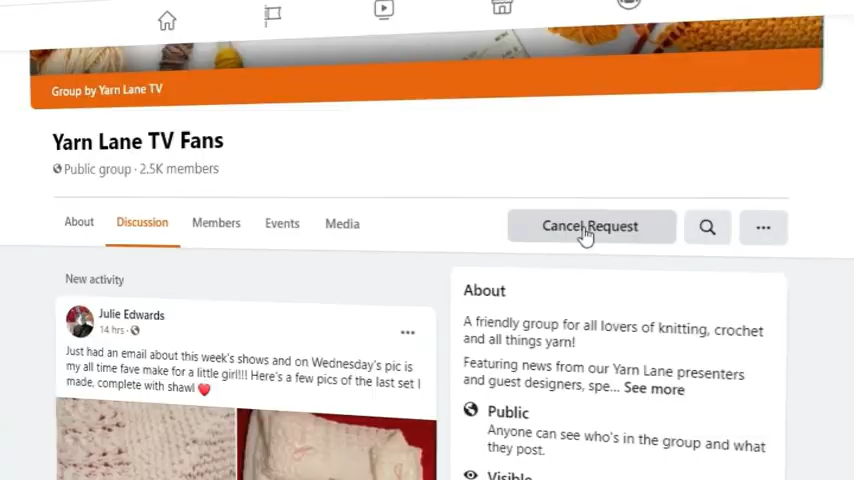 Group by Yarn Lane TV
Yarn Lane TV Fans
Public group · 2.5K members
About Discussion Members Events Media Cancel Request
New activity
Julie Edwards
14 hrs ·
Just had an email about this week's shows and on Wednesday's pic is
my all time fave make for a little girl!!! Here's a few pics of the last set I
made, complete with shawl
About
A friendly group for all lovers of knitting, crochet
and all things yarn!
Featuring news from our Yarn Lane presenters
and guest designers, spe... See more
Public
Anyone can see who's in the group and what
they post.
Visible